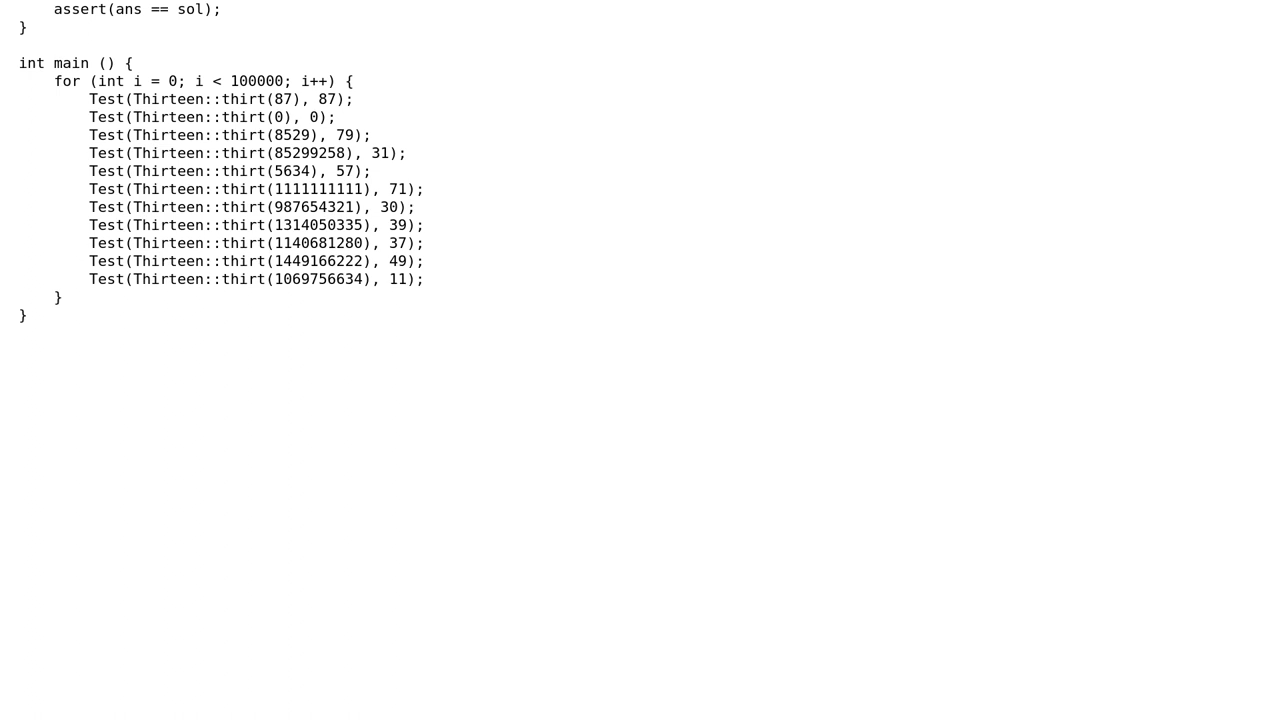 assert(ans == sol);
}
int main () {
for (int i = 0; i < 100000; i++) {
Test(Thirteen::thirt(87), 87);
Test(Thirteen::thirt(0), 0);
Test(Thirteen::thirt(8529), 79);
Test(Thirteen::thirt(85299258), 31);
Test(Thirteen::thirt(5634), 57);
Test(Thirteen::thirt(1111111111), 71);
Test(Thirteen::thirt(987654321), 30);
Test(Thirteen::thirt(1314050335), 39);
Test(Thirteen::thirt(1140681280), 37);
Test(Thirteen::thirt(1449166222), 49);
Test(Thirteen::thirt(1069756634), 11);
}
}